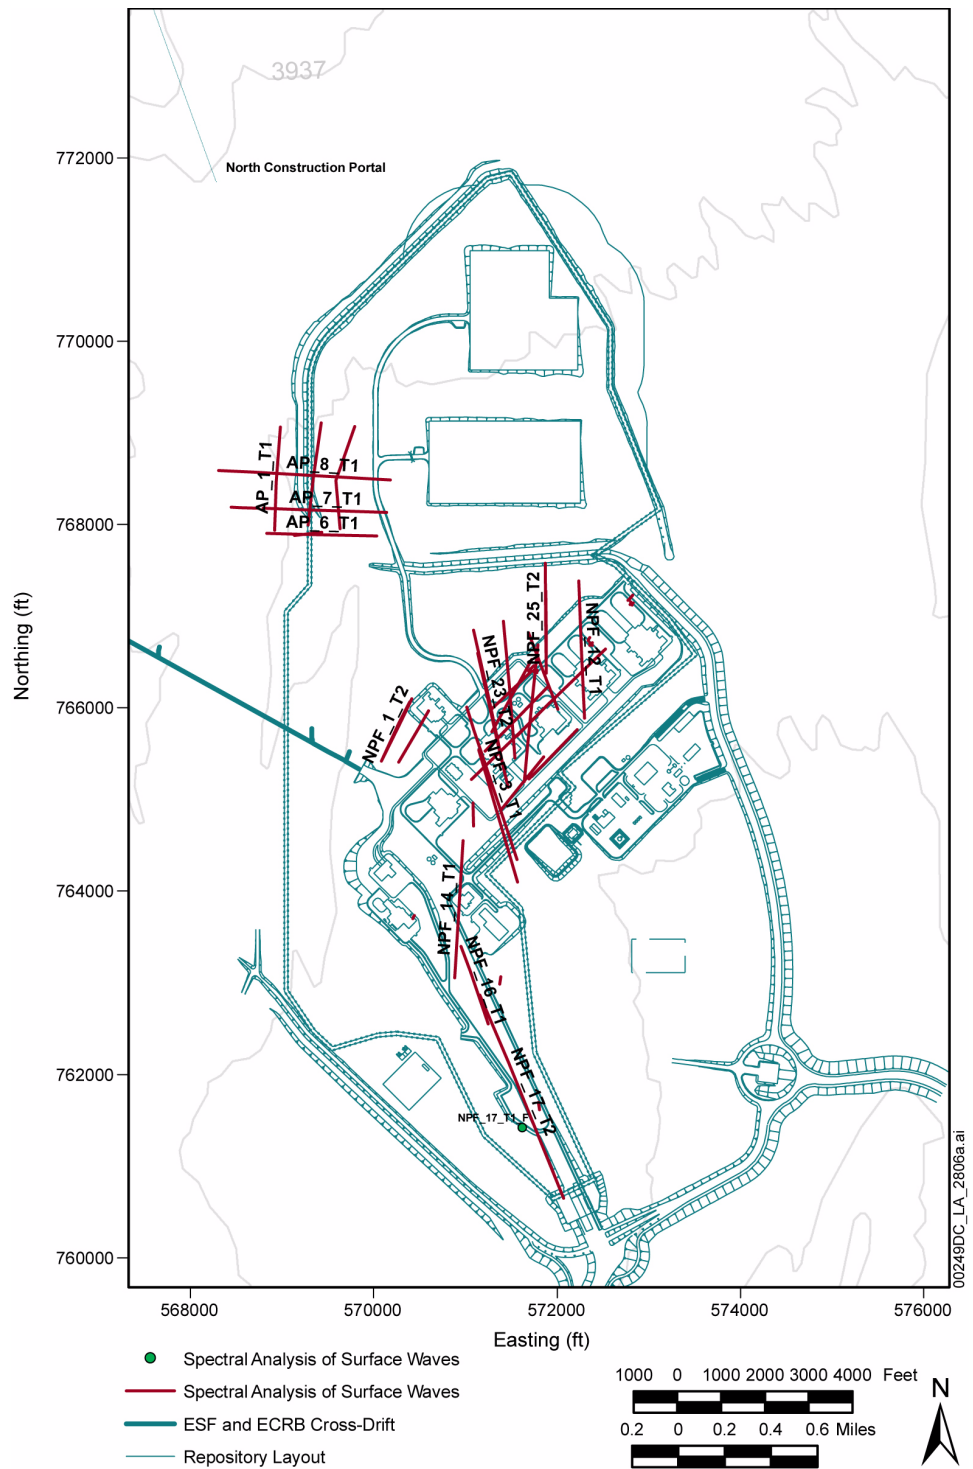 3937
772000
North Construction Portal
770000
AP_1_T1
AP_8_T1
AP_7_T1
AP_6_T1
768000
Northing (ft)
NPF_25_T2
NPF_12_T1
NPF_23_T2
NPF_1_T2
766000
NPF_3_T1
764000
NPF_14_T1
NPF_16_T1
762000
NPF_17_T2
NPF_17_T1_F
760000
00249DC_LA_2806a.ai
568000 570000 572000 574000 576000
Easting (ft)
Spectral Analysis of Surface Waves
Spectral Analysis of Surface Waves
ESF and ECRB Cross-Drift
Repository Layout
1000 0 1000 2000 3000 4000 Feet
0.2 0 0.2 0.4 0.6 Miles
N